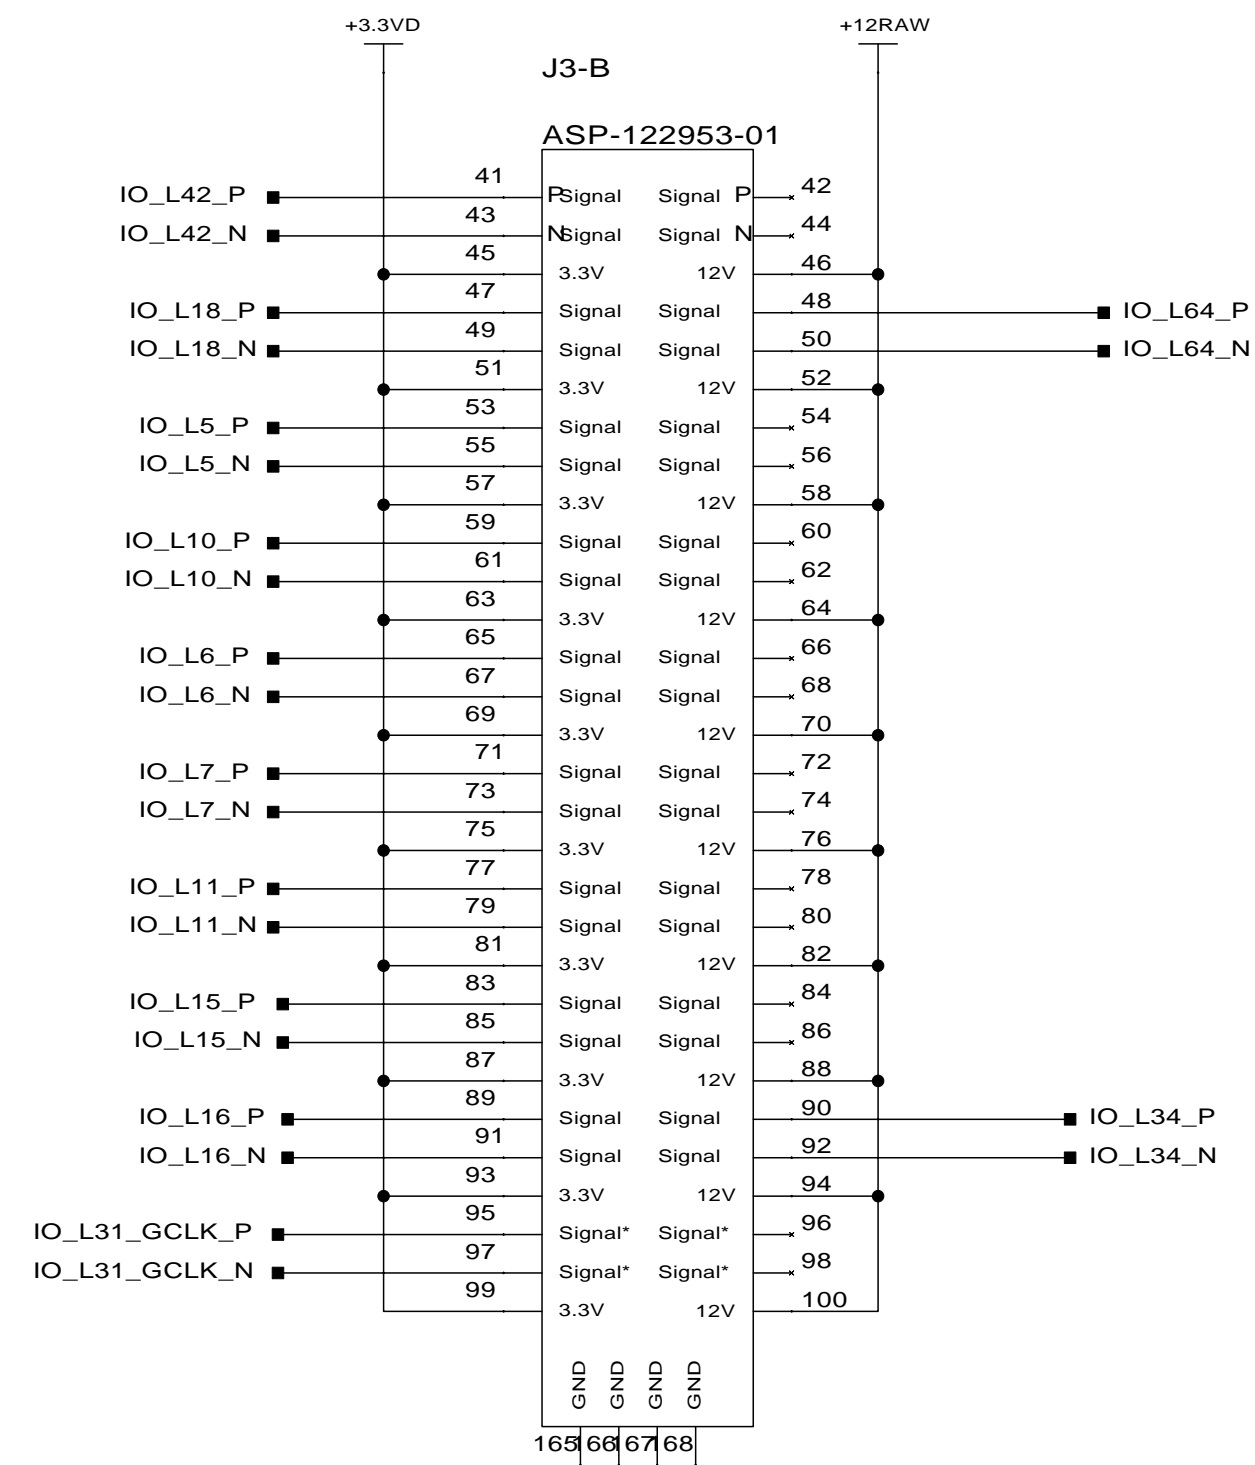 +3.3VD +12RAW
J3-B
ASP-122953-01
IO_L42_P 41 P Signal Signal P 42
IO_L42_N 43 N Signal Signal N 44
45 3.3V 12V 46
IO_L18_P 47 Signal Signal 48 IO_L64_P
IO_L18_N 49 Signal Signal 50 IO_L64_N
51 3.3V 12V 52
IO_L5_P 53 Signal Signal 54
IO_L5_N 55 Signal Signal 56
57 3.3V 12V 58
IO_L10_P 59 Signal Signal 60
IO_L10_N 61 Signal Signal 62
63 3.3V 12V 64
IO_L6_P 65 Signal Signal 66
IO_L6_N 67 Signal Signal 68
69 3.3V 12V 70
IO_L7_P 71 Signal Signal 72
IO_L7_N 73 Signal Signal 74
75 3.3V 12V 76
IO_L11_P 77 Signal Signal 78
IO_L11_N 79 Signal Signal 80
81 3.3V 12V 82
IO_L15_P 83 Signal Signal 84
IO_L15_N 85 Signal Signal 86
87 3.3V 12V 88
IO_L16_P 89 Signal Signal 90 IO_L34_P
IO_L16_N 91 Signal Signal 92 IO_L34_N
93 3.3V 12V 94
IO_L31_GCLK_P 95 Signal* Signal* 96
IO_L31_GCLK_N 97 Signal* Signal* 98
99 3.3V 12V 100
GND GND GND GND
165 166 167 168